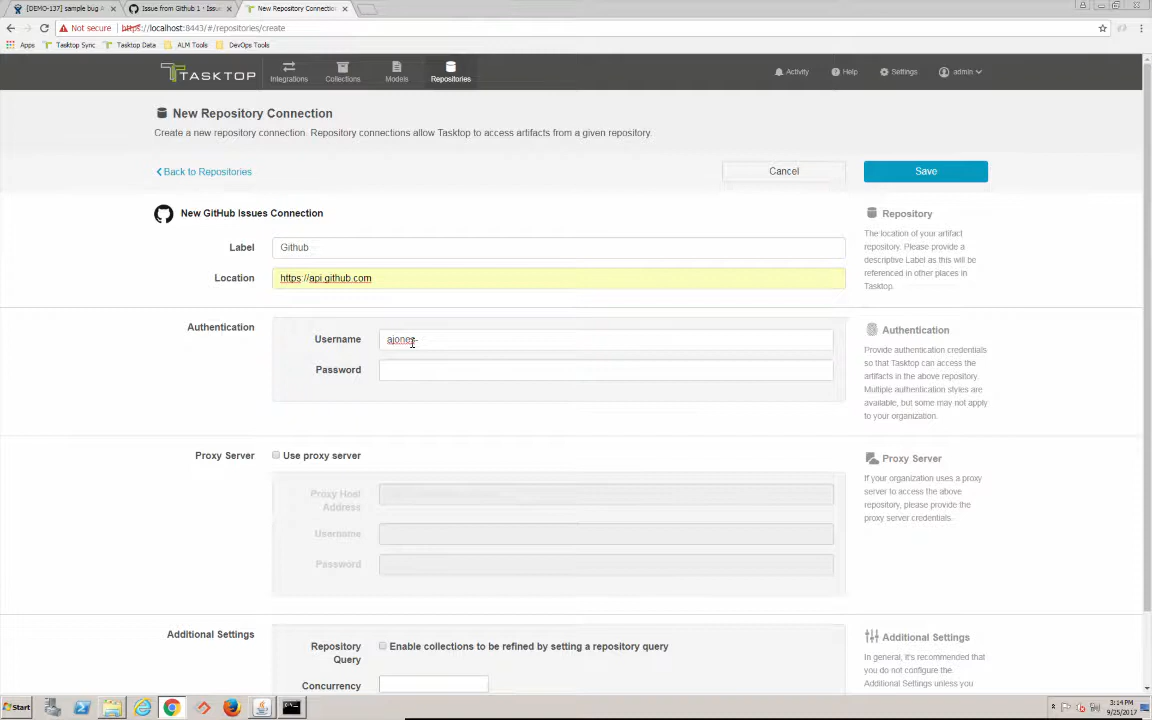 [DEMO-137] sample bug A
Issue from Github 1 · Issu
New Repository Connectio
Not secure
https://localhost:8443/#/repositories/create
Apps
Tasktop Sync
Tasktop Data
ALM Tools
DevOps Tools
TASKTOP
Integrations
Collections
Models
Repositories
Activity
Help
Settings
admin
New Repository Connection
Create a new repository connection. Repository connections allow Tasktop to access artifacts from a given repository.
Back to Repositories
Cancel
Save
New GitHub Issues Connection
Label
Github
Location
https://api.github.com
Repository
The location of your artifact
repository. Please provide a
descriptive Label as this will be
referenced in other places in
Tasktop.
Authentication
Username
ajones-
Password
Authentication
Provide authentication credentials
so that Tasktop can access the
artifacts in the above repository.
Multiple authentication styles are
available, but some may not apply
to your organization.
Proxy Server
Use proxy server
Proxy Host
Address
Username
Password
Proxy Server
If your organization uses a proxy
server to access the above
repository, please provide the
proxy server credentials.
Additional Settings
Repository
Query
Enable collections to be refined by setting a repository query
Concurrency
Additional Settings
In general, it's recommended that
you do not configure the
Additional Settings unless you
Start
3:14 PM
9/25/2017